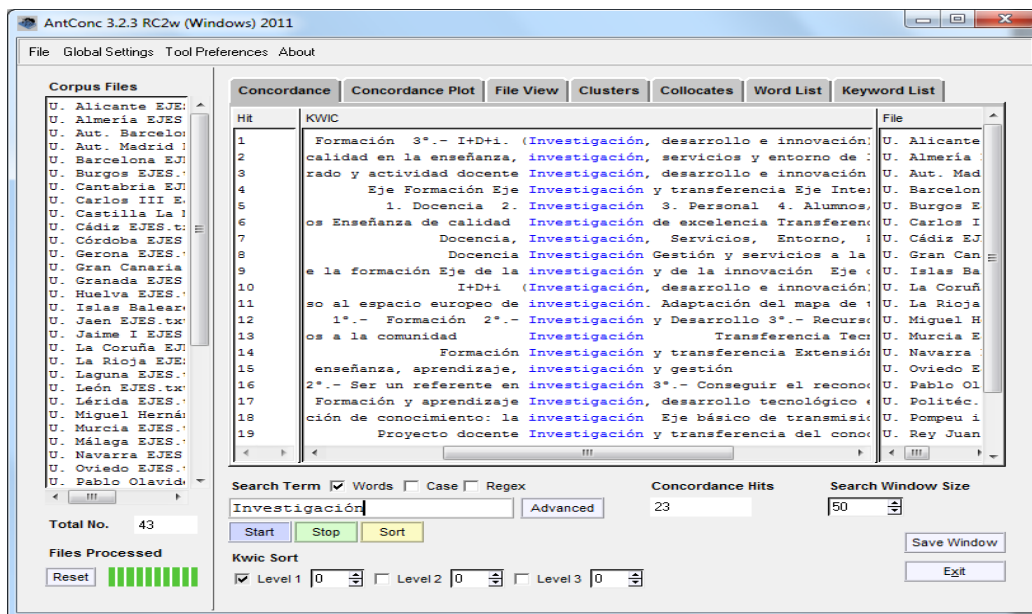 AntConc 3.2.3 RC2w (Windows) 2011
File Global Settings Tool Preferences About
Corpus Files
U. Alicante EJE
U. Almería EJES
U. Aut. Barcelo
U. Aut. Madrid
U. Barcelona EJ
U. Burgos EJES.
U. Cantabria EJ
U. Carlos III E
U. Castilla La
U. Cádiz EJES.t
U. Córdoba EJES
U. Gerona EJES.
U. Gran Canaria
U. Granada EJES
U. Huelva EJES.
U. Islas Balear
U. Jaen EJES.tx
U. Jaime I EJES
U. La Coruña EJ
U. La Rioja EJE
U. Laguna EJES.
U. León EJES.tx
U. Lérida EJES.
U. Miguel Herná
U. Murcia EJES.
U. Málaga EJES.
U. Navarra EJES
U. Oviedo EJES.
U. Pablo Olavid
Total No. 43
Files Processed
Reset
Concordance Concordance Plot File View Clusters Collocates Word List Keyword List
Hit KWIC File
1 Formación 3º.- I+D+i. (Investigación, desarrollo e innovación) U. Alicante
2 calidad en la enseñanza, investigación, servicios y entorno de U. Almería
3 rado y actividad docente Investigación, desarrollo e innovación U. Aut. Mad
4 Eje Formación Eje Investigación y transferencia Eje Inte U. Barcelon
5 1. Docencia 2. Investigación 3. Personal 4. Alumnos, U. Burgos E
6 os Enseñanza de calidad Investigación de excelencia Transferen U. Carlos I
7 Docencia, Investigación, Servicios, Entorno, U. Cádiz EJ
8 Docencia Investigación Gestión y servicios a la U. Gran Can
9 e la formación Eje de la investigación y de la innovación Eje U. Islas Ba
10 I+D+i (Investigación, desarrollo e innovación) U. La Coruñ
11 so al espacio europeo de investigación. Adaptación del mapa de U. La Rioja
12 1º.- Formación 2º.- Investigación y Desarrollo 3º.- Recurs U. Miguel H
13 os a la comunidad Investigación Transferencia Tec U. Murcia E
14 Formación Investigación y transferencia Extensió U. Navarra
15 enseñanza, aprendizaje, investigación y gestión U. Oviedo E
16 2º.- Ser un referente en investigación 3º.- Conseguir el recono U. Pablo Ol
17 Formación y aprendizaje Investigación, desarrollo tecnológico e U. Politéc.
18 ción de conocimiento: la investigación Eje básico de transmisi U. Pompeu i
19 Proyecto docente Investigación y transferencia del cono U. Rey Juan
Search Term Words Case Regex Concordance Hits Search Window Size
Investigación Advanced 23 50
Start Stop Sort
Save Window
Kwic Sort
Level 1 0 Level 2 0 Level 3 0
Exit